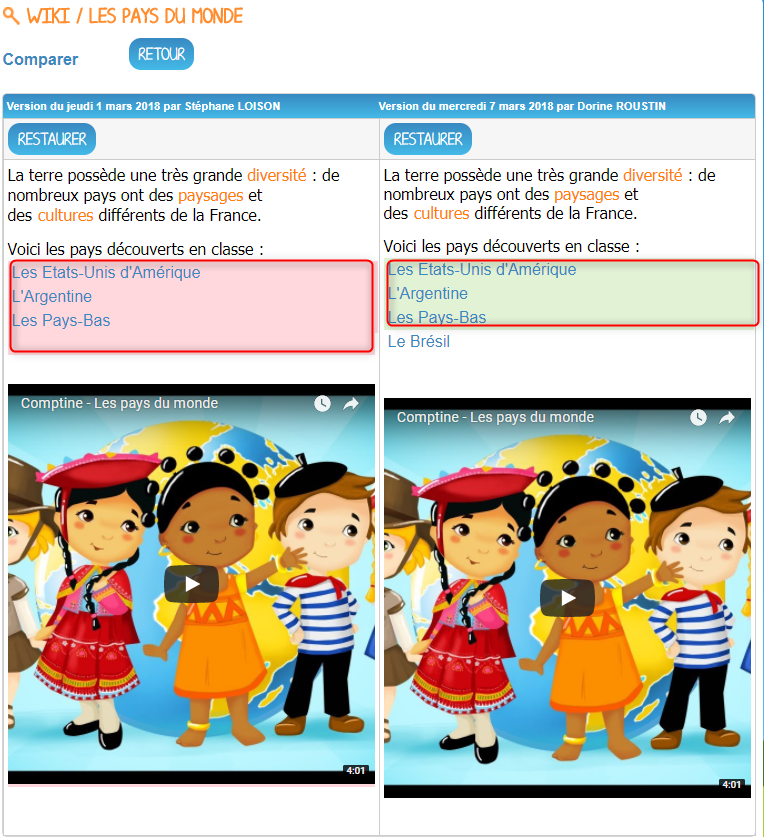 WIKI / LES PAYS DU MONDE
Comparer
RETOUR
Version du jeudi 1 mars 2018 par Stéphane LOISON
Version du mercredi 7 mars 2018 par Dorine ROUSTIN
RESTAURER
La terre possède une très grande diversité : de
nombreux pays ont des paysages et
des cultures différents de la France.
Voici les pays découverts en classe :
Les Etats-Unis d'Amérique
L'Argentine
Les Pays-Bas
Comptine - Les pays du monde
4:01
RESTAURER
La terre possède une très grande diversité : de
nombreux pays ont des paysages et
des cultures différents de la France.
Voici les pays découverts en classe :
Les Etats-Unis d'Amérique
L'Argentine
Les Pays-Bas
Le Brésil
Comptine - Les pays du monde
4:01